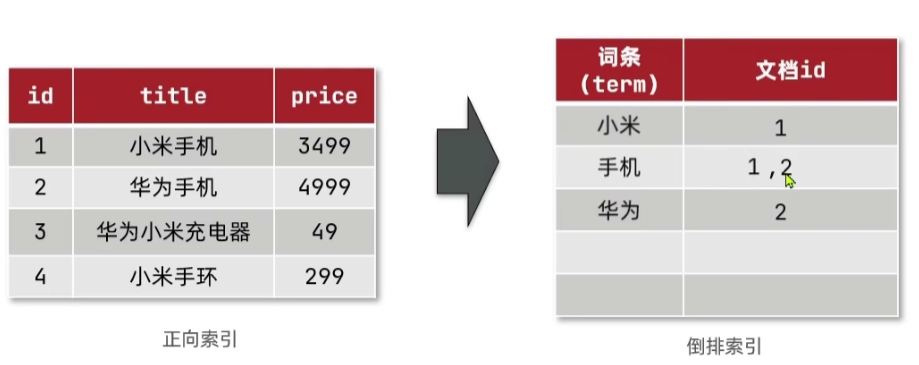 id title price
1 小米手机 3499
2 华为手机 4999
3 华为小米充电器 49
4 小米手环 299
正向索引
词条
(term) 文档id
小米 1
手机 1 ,2
华为 2
倒排索引